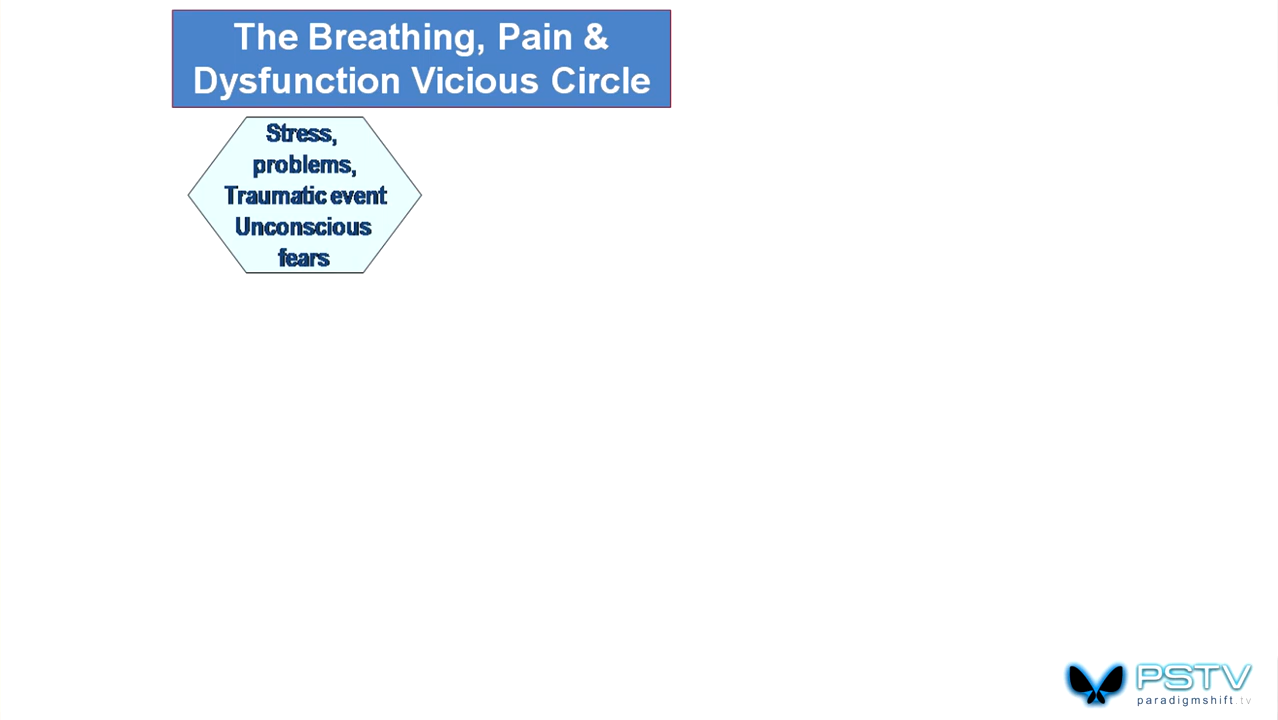 The Breathing, Pain &
Dysfunction Vicious Circle
Stress,
problems,
Traumatic event
Unconscious
fears
PSTV
paradigmshift.tv